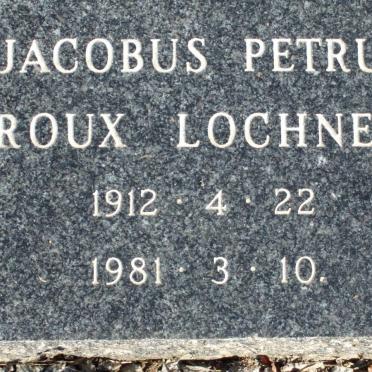 JACOBUS PETRU
ROUX LOCHNE
1912 · 4 · 22
1981 · 3 · 10.